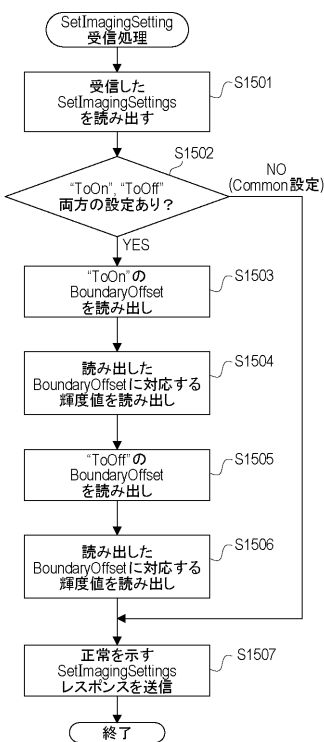 SetImagingSetting
受信処理
受信した
SetImagingSettings
を読み出す
S1501
S1502
“ToOn”, “ToOff”
両方の設定あり？
NO
(Common 設定)
YES
“ToOn”の
BoundaryOffset
を読み出し
S1503
読み出した
BoundaryOffsetに対応する
輝度値を読み出し
S1504
“ToOff”の
BoundaryOffset
を読み出し
S1505
読み出した
BoundaryOffsetに対応する
輝度値を読み出し
S1506
正常を示す
SetImagingSettings
レスポンスを送信
S1507
終了